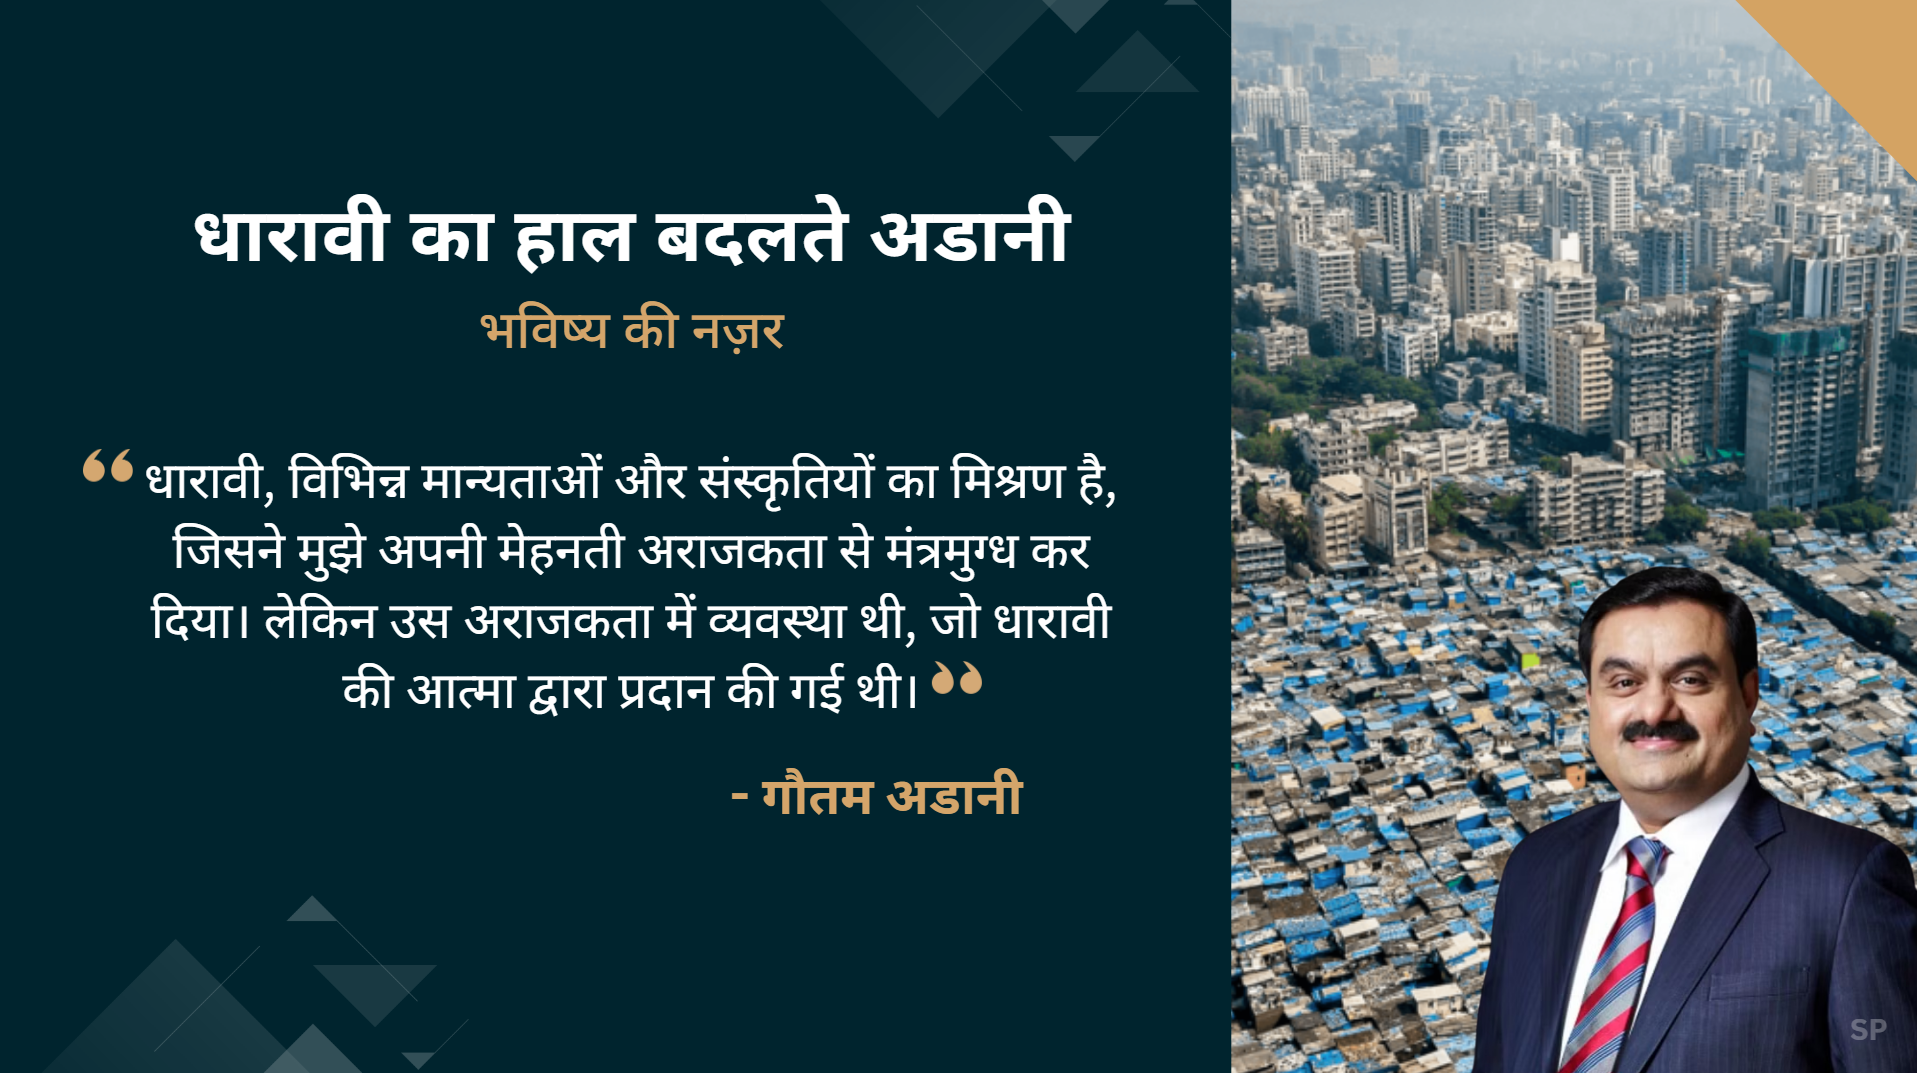 धारावी का हाल बदलते अडानी
भविष्य की नज़र
“धारावी, विभिन्न मान्यताओं और संस्कृतियों का मिश्रण है,
जिसने मुझे अपनी मेहनती अराजकता से मंत्रमुग्ध कर
दिया। लेकिन उस अराजकता में व्यवस्था थी, जो धारावी
की आत्मा द्वारा प्रदान की गई थी।”
- गौतम अडानी
SP